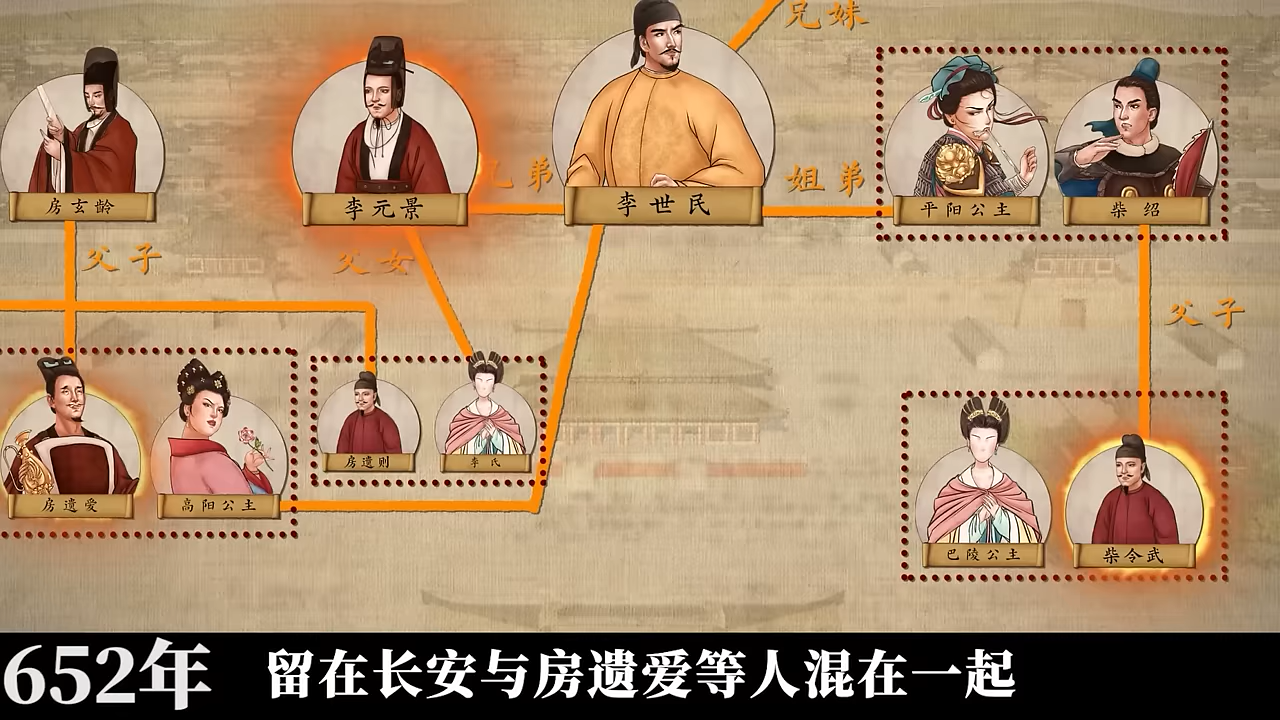 兄妹
兄弟
姐弟
房玄龄
李元景
李世民
平阳公主
柴绍
父子
父女
父子
房遗则
李氏
房遗爱
高阳公主
巴陵公主
柴令武
652年
留在长安与房遗爱等人混在一起